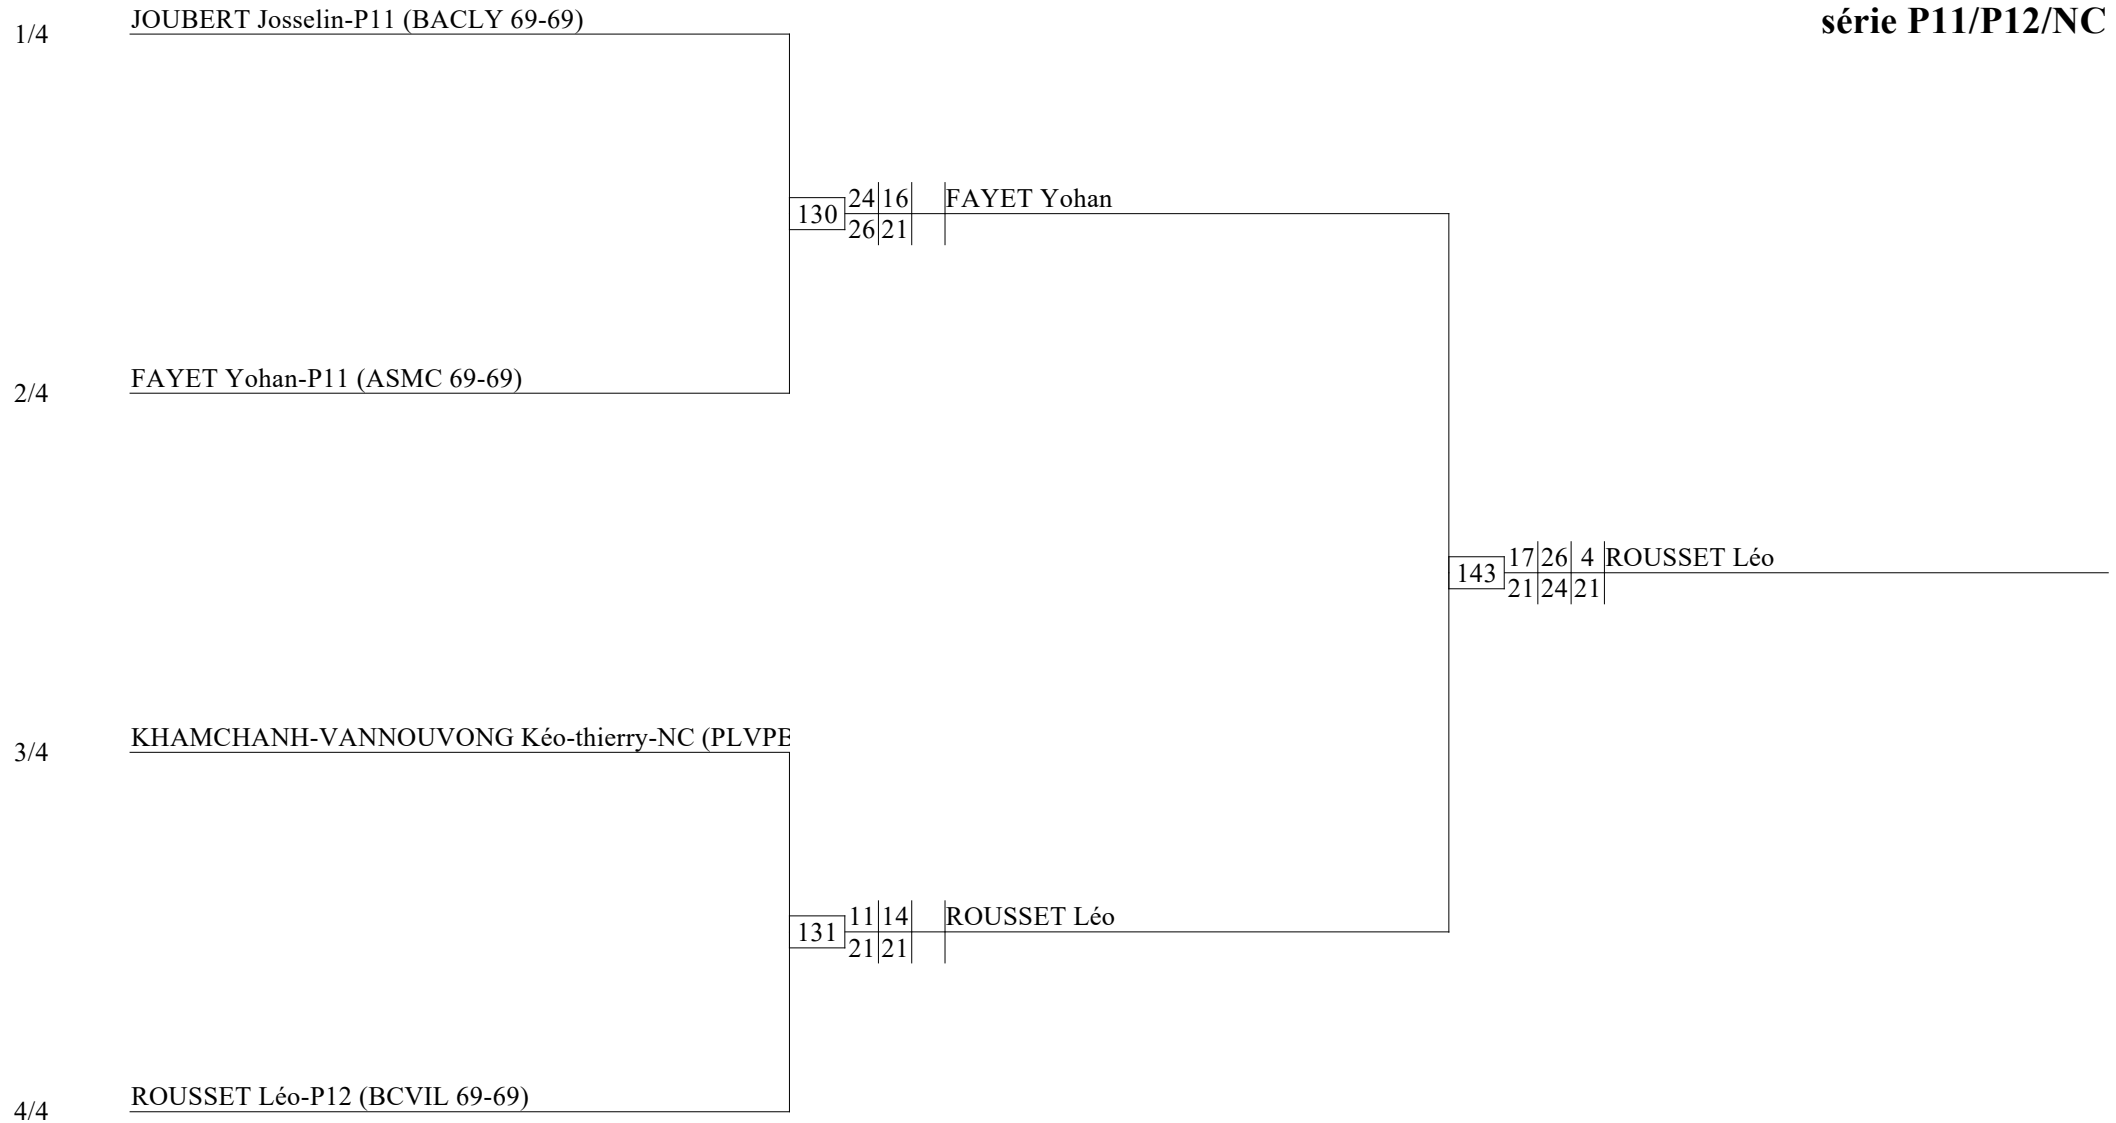 JOUBERT Josselin-P11 (BACLY 69-69)
série P11/P12/NC
1/4
24 16 FAYET Yohan
130
26 21
FAYET Yohan-P11 (ASMC 69-69)
2/4
17 26 4 ROUSSET Léo
143
21 24 21
KHAMCHANH-VANNOUVONG Kéo-thierry-NC (PLVPB
3/4
11 14 ROUSSET Léo
131
21 21
ROUSSET Léo-P12 (BCVIL 69-69)
4/4